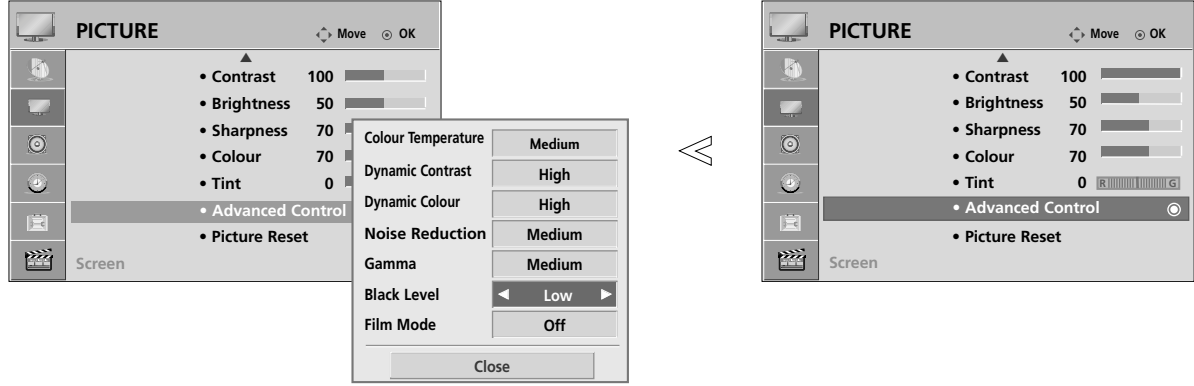 PICTURE Move OK
• Contrast 100
• Brightness 50
• Sharpness 70
• Colour 70
• Tint 0
• Advanced Control
• Picture Reset
Screen
Colour Temperature Medium
Dynamic Contrast High
Dynamic Colour High
Noise Reduction Medium
Gamma Medium
Black Level ◀ Low ▶
Film Mode Off
Close
PICTURE Move OK
• Contrast 100
• Brightness 50
• Sharpness 70
• Colour 70
• Tint 0 R G
• Advanced Control
• Picture Reset
Screen